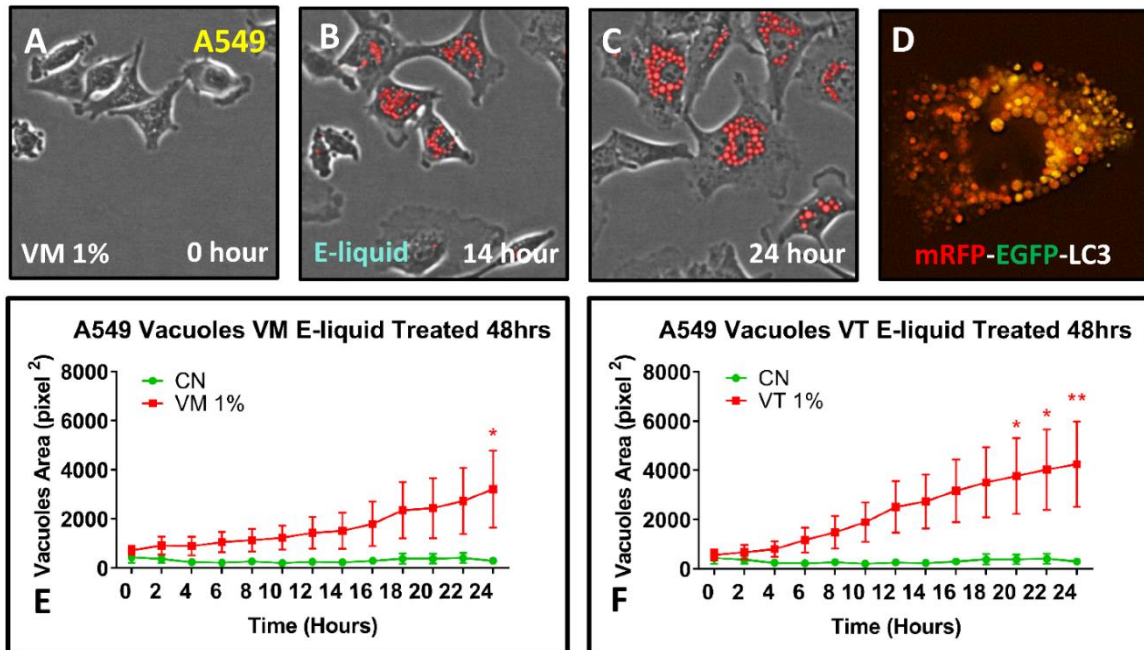 A
A549
VM 1%
0 hour
B
E-liquid
14 hour
C
24 hour
D
mRFP-EGFP-LC3
A549 Vacuoles VM E-liquid Treated 48hrs
Vacuoles Area (pixel ²)
8000
6000
4000
2000
0
CN
VM 1%
*
0 2 4 6 8 10 12 14 16 18 20 22 24
Time (Hours)
E
A549 Vacuoles VT E-liquid Treated 48hrs
Vacuoles Area (pixel ²)
8000
6000
4000
2000
0
CN
VT 1%
* * **
0 2 4 6 8 10 12 14 16 18 20 22 24
Time (Hours)
F